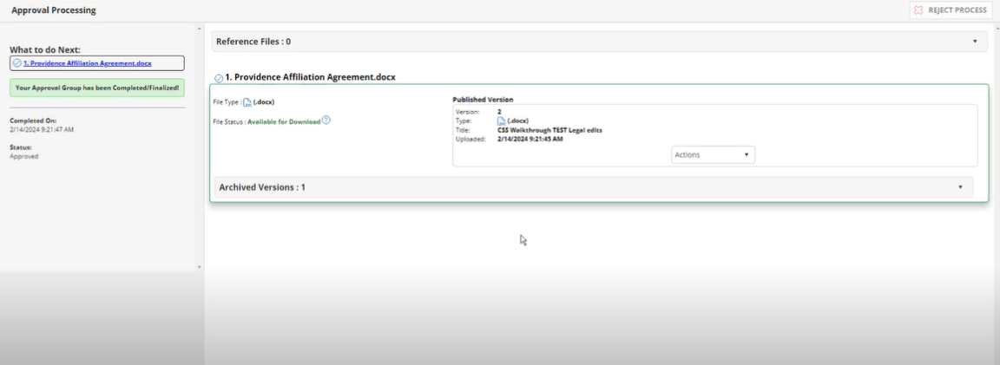 Approval Processing
REJECT PROCESS
What to do Next:
1. Providence Affiliation Agreement.docx
Your Approval Group has been Completed/Finalized!
Completed On:
2/14/2024 9:21:47 AM
Status:
Approved
Reference Files : 0
1. Providence Affiliation Agreement.docx
File Type : (.docx)
File Status : Available for Download
Published Version
Version: 2
Type: (.docx)
Title: CSS Walkthrough TEST Legal edits
Uploaded: 2/14/2024 9:21:45 AM
Actions
Archived Versions : 1